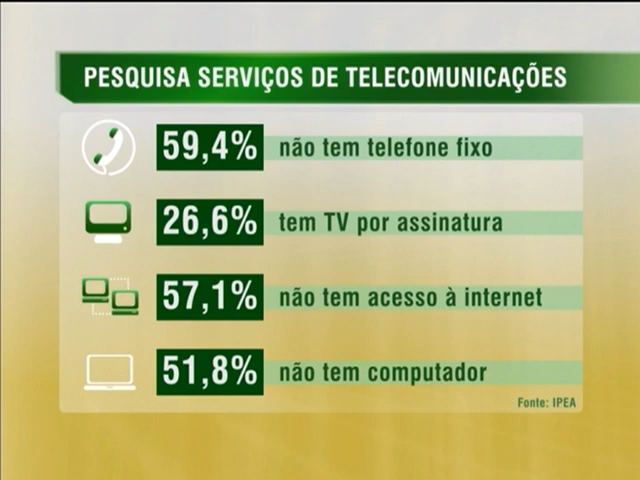 PESQUISA SERVIÇOS DE TELECOMUNICAÇÕES
59,4% não tem telefone fixo
26,6% tem TV por assinatura
57,1% não tem acesso à internet
51,8% não tem computador
Fonte: IPEA